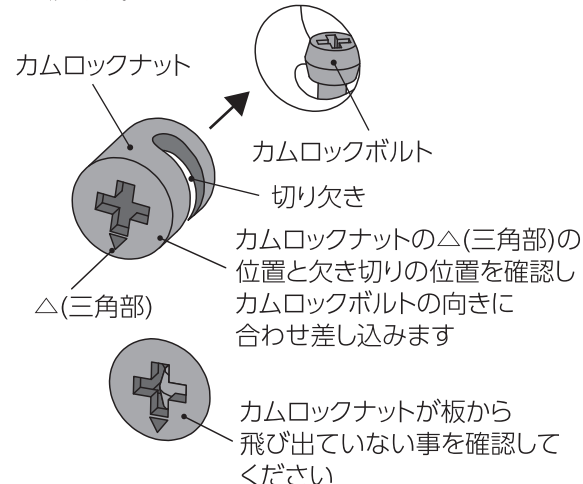 カムロックナット
カムロックボルト
切り欠き
カムロックナットの△(三角部)の
位置と欠き切りの位置を確認し
カムロックボルトの向きに
合わせ差し込みます
△(三角部)
カムロックナットが板から
飛び出ていない事を確認して
ください